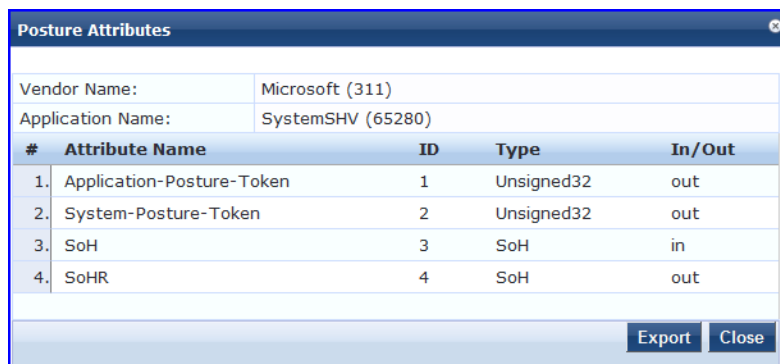 Posture Attributes
Vendor Name: Microsoft (311)
Application Name: SystemSHV (65280)
# Attribute Name ID Type In/Out
1. Application-Posture-Token 1 Unsigned32 out
2. System-Posture-Token 2 Unsigned32 out
3. SoH 3 SoH in
4. SoHR 4 SoH out
Export Close